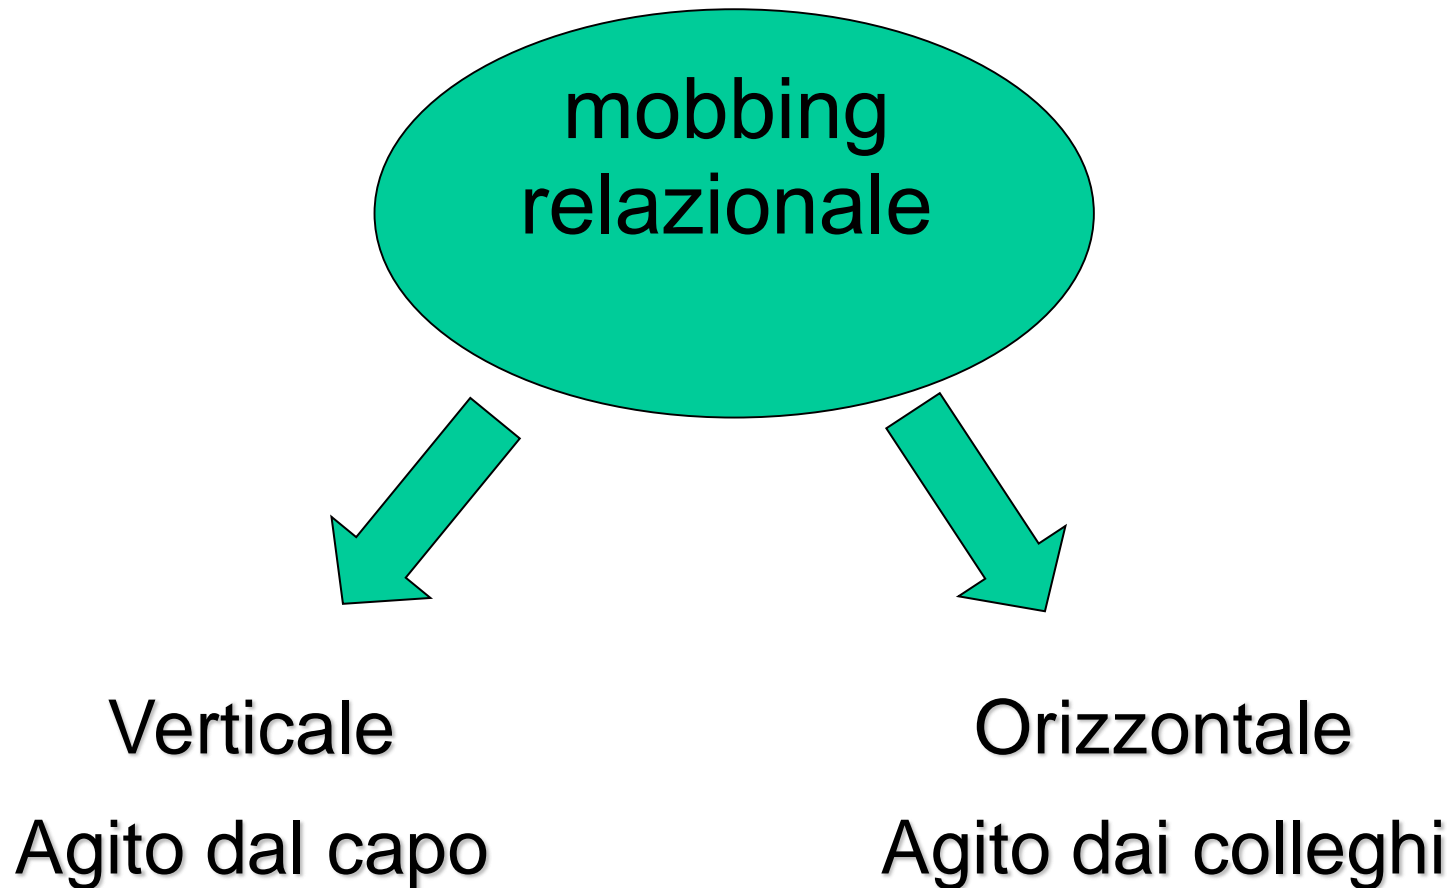 mobbing
relazionale
Verticale
Agito dal capo
Orizzontale
Agito dai colleghi